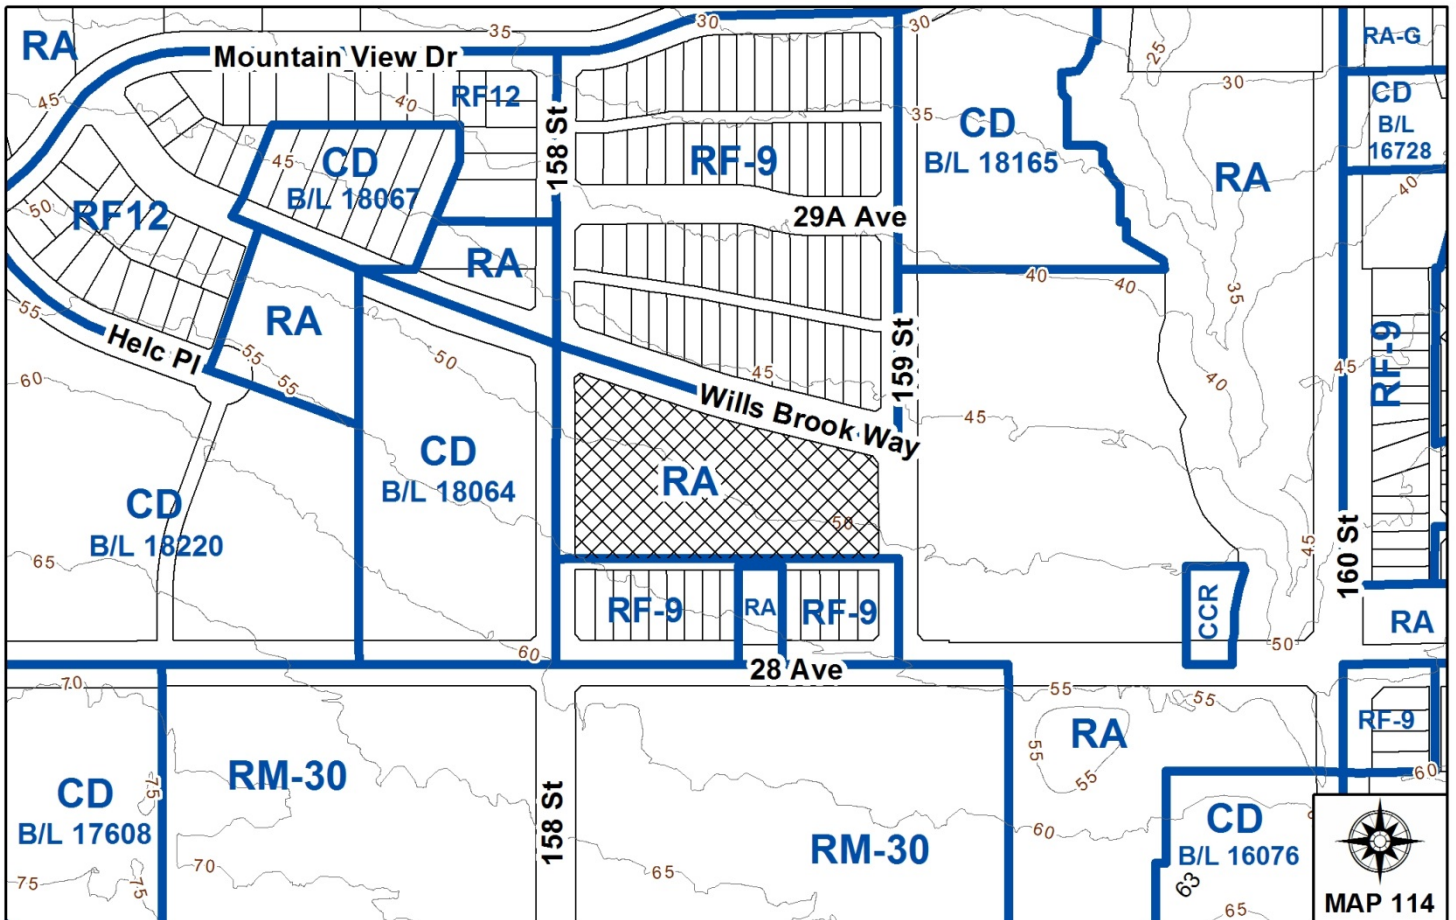 30
30
35
RA
RA-G
Mountain View Dr
25
30
CD
B/L
16728
45
40
RF12
35
CD
B/L 18165
158 St
45
CD
B/L 18067
RF-9
RA
40
50
RF12
29A Ave
RA
40
40
35
55
RA
Helc Pl
55
55
50
45
159 St
45
RF-9
60
40
Wills Brook Way
45
CD
B/L 18064
RA
CD
B/L 18220
50
45
160 St
65
RF-9
RA
RF-9
CCR
RA
60
28 Ave
50
70
55
55
RF-9
RA
55
55
RM-30
75
60
CD
B/L 17608
158 St
60
CD
B/L 16076
RM-30
70
65
75
75
63
65
MAP 114